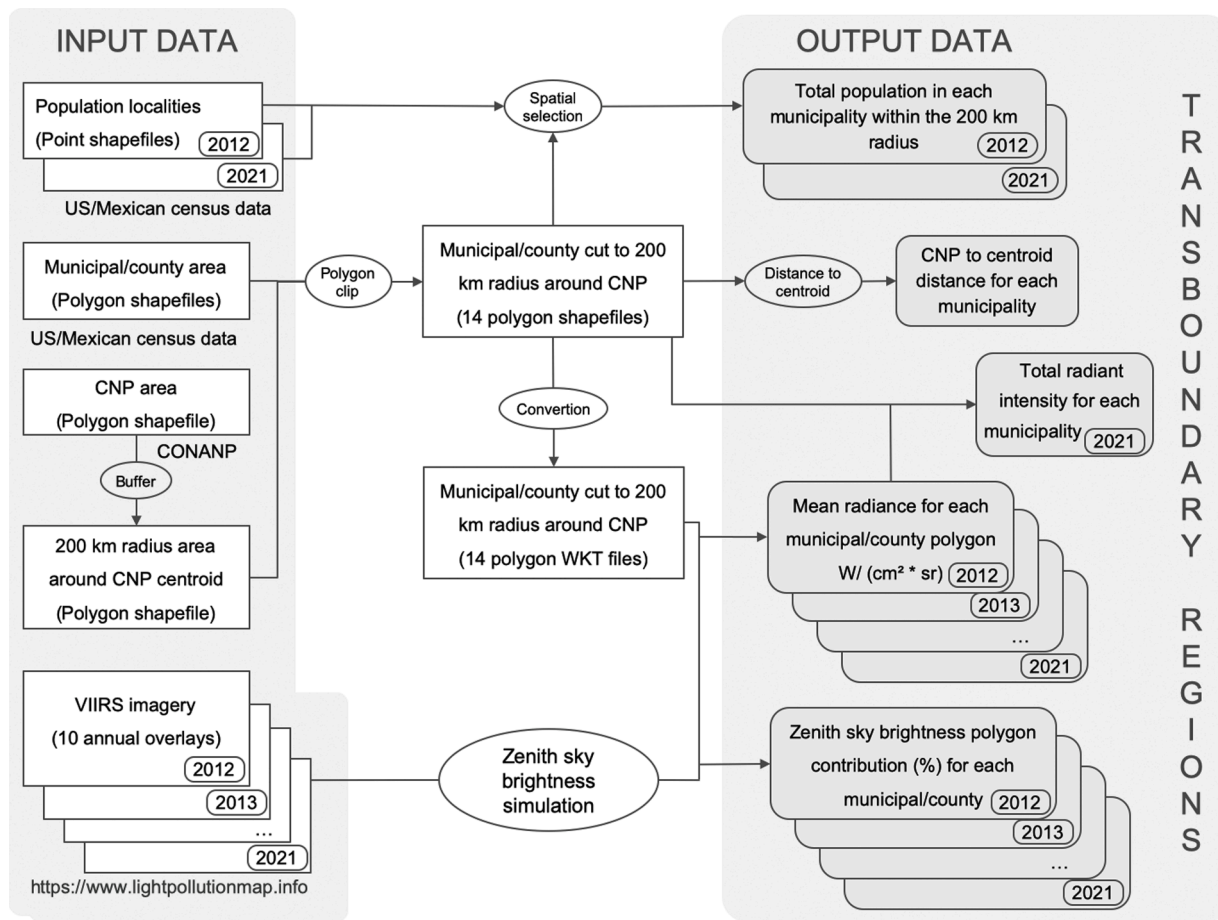 INPUT DATA
Population localities
(Point shapefiles)
2012
2021
US/Mexican census data
Municipal/county area
(Polygon shapefiles)
US/Mexican census data
CNP area
(Polygon shapefile)
CONANP
Buffer
200 km radius area
around CNP centroid
(Polygon shapefile)
VIIRS imagery
(10 annual overlays)
2012
2013
...
2021
https://www.lightpollutionmap.info
Polygon
clip
Spatial
selection
Municipal/county cut to 200
km radius around CNP
(14 polygon shapefiles)
Distance to
centroid
Convertion
Municipal/county cut to 200
km radius around CNP
(14 polygon WKT files)
Zenith sky
brightness
simulation
OUTPUT DATA
Total population in each
municipality within the 200 km
radius
2012
2021
CNP to centroid
distance for each
municipality
Total radiant
intensity for each
municipality
2021
Mean radiance for each
municipal/county polygon
W/ (cm² * sr)
2012
2013
...
2021
Zenith sky brightness polygon
contribution (%) for each
municipal/county
2012
2013
...
2021
TRANSBOUNDARY REGIONS